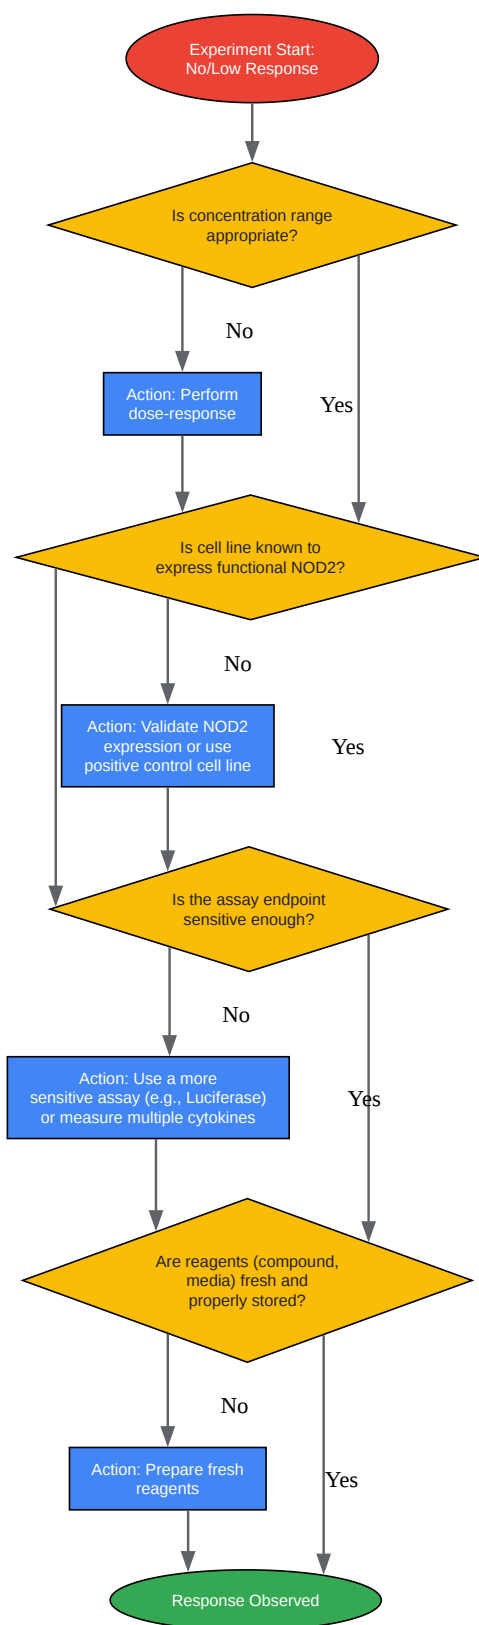 Experiment Start:
No/Low Response
Is concentration range
appropriate?
No
Action: Perform
dose-response
Yes
Is cell line known to
express functional NOD2?
No
Action: Validate NOD2
expression or use
positive control cell line
Yes
Is the assay endpoint
sensitive enough?
No
Action: Use a more
sensitive assay (e.g., Luciferase)
or measure multiple cytokines
Yes
Are reagents (compound,
media) fresh and
properly stored?
No
Action: Prepare fresh
reagents
Yes
Response Observed